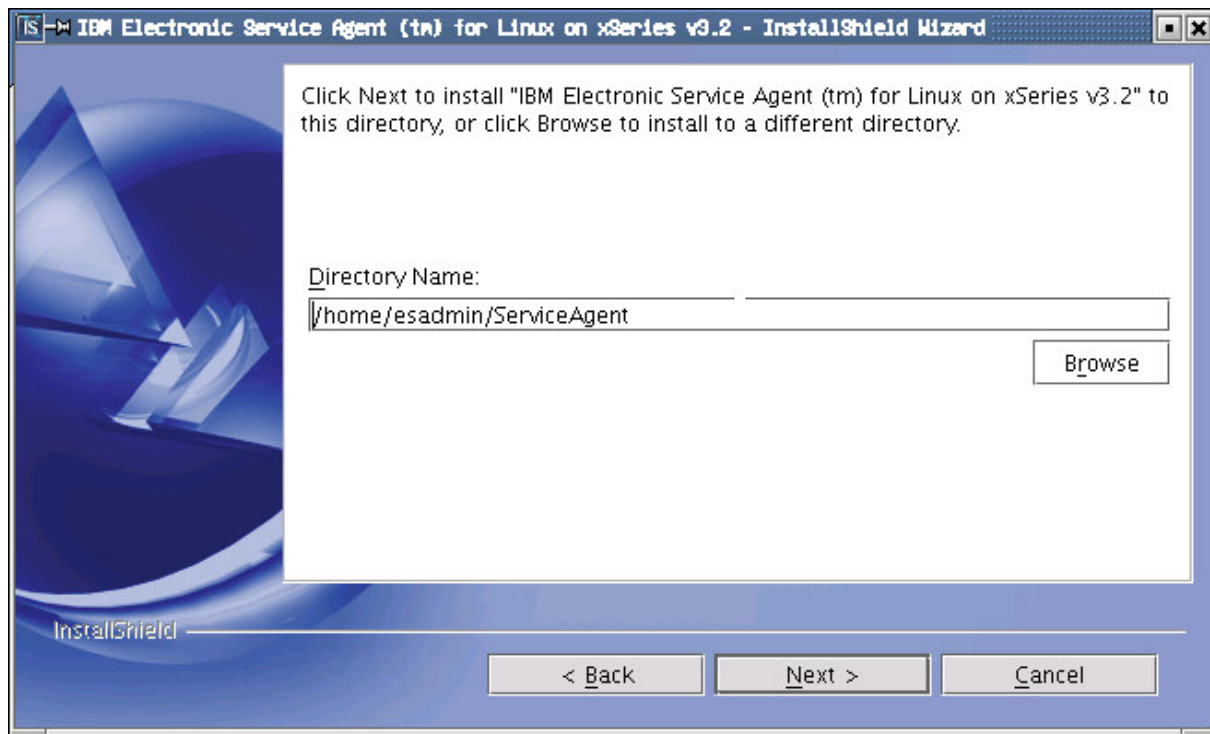 IS IBM Electronic Service Agent (tm) for Linux on xSeries v3.2 - InstallShield Wizard
Click Next to install "IBM Electronic Service Agent (tm) for Linux on xSeries v3.2" to
this directory, or click Browse to install to a different directory.
Directory Name:
/home/esadmin/ServiceAgent
Browse
InstallShield
< Back
Next >
Cancel